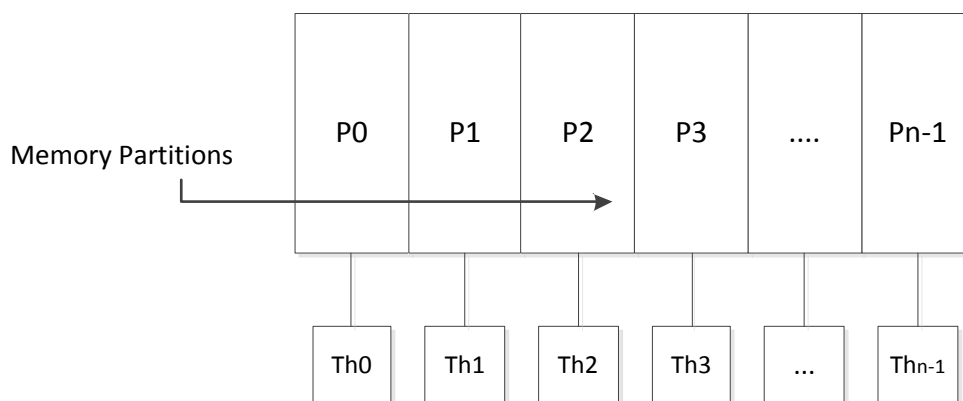 P0 P1 P2 P3 .... Pn-1
Memory Partitions
Th0 Th1 Th2 Th3 ... Thn-1